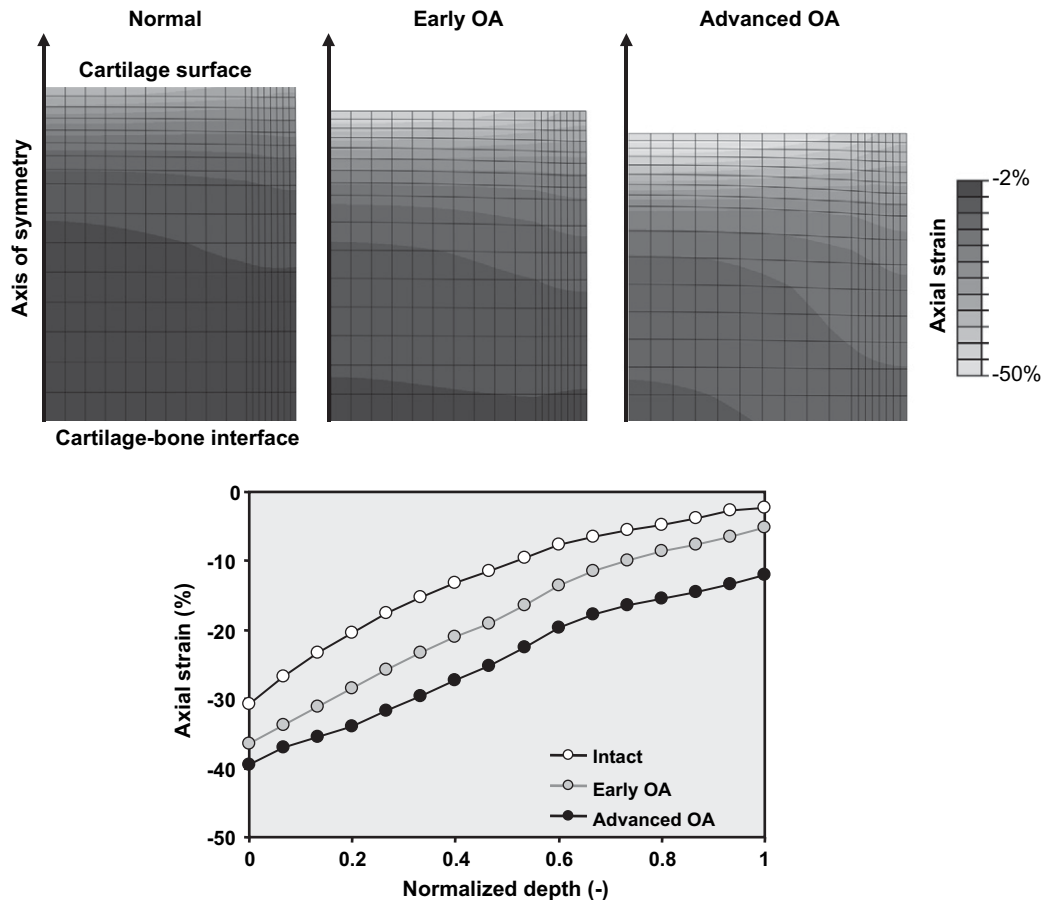 Normal
Early OA
Advanced OA
Cartilage surface
Axis of symmetry
Cartilage-bone interface
Axial strain
-2%
-50%
Axial strain (%)
0
-10
-20
-30
-40
-50
Intact
Early OA
Advanced OA
0 0.2 0.4 0.6 0.8 1
Normalized depth (-)